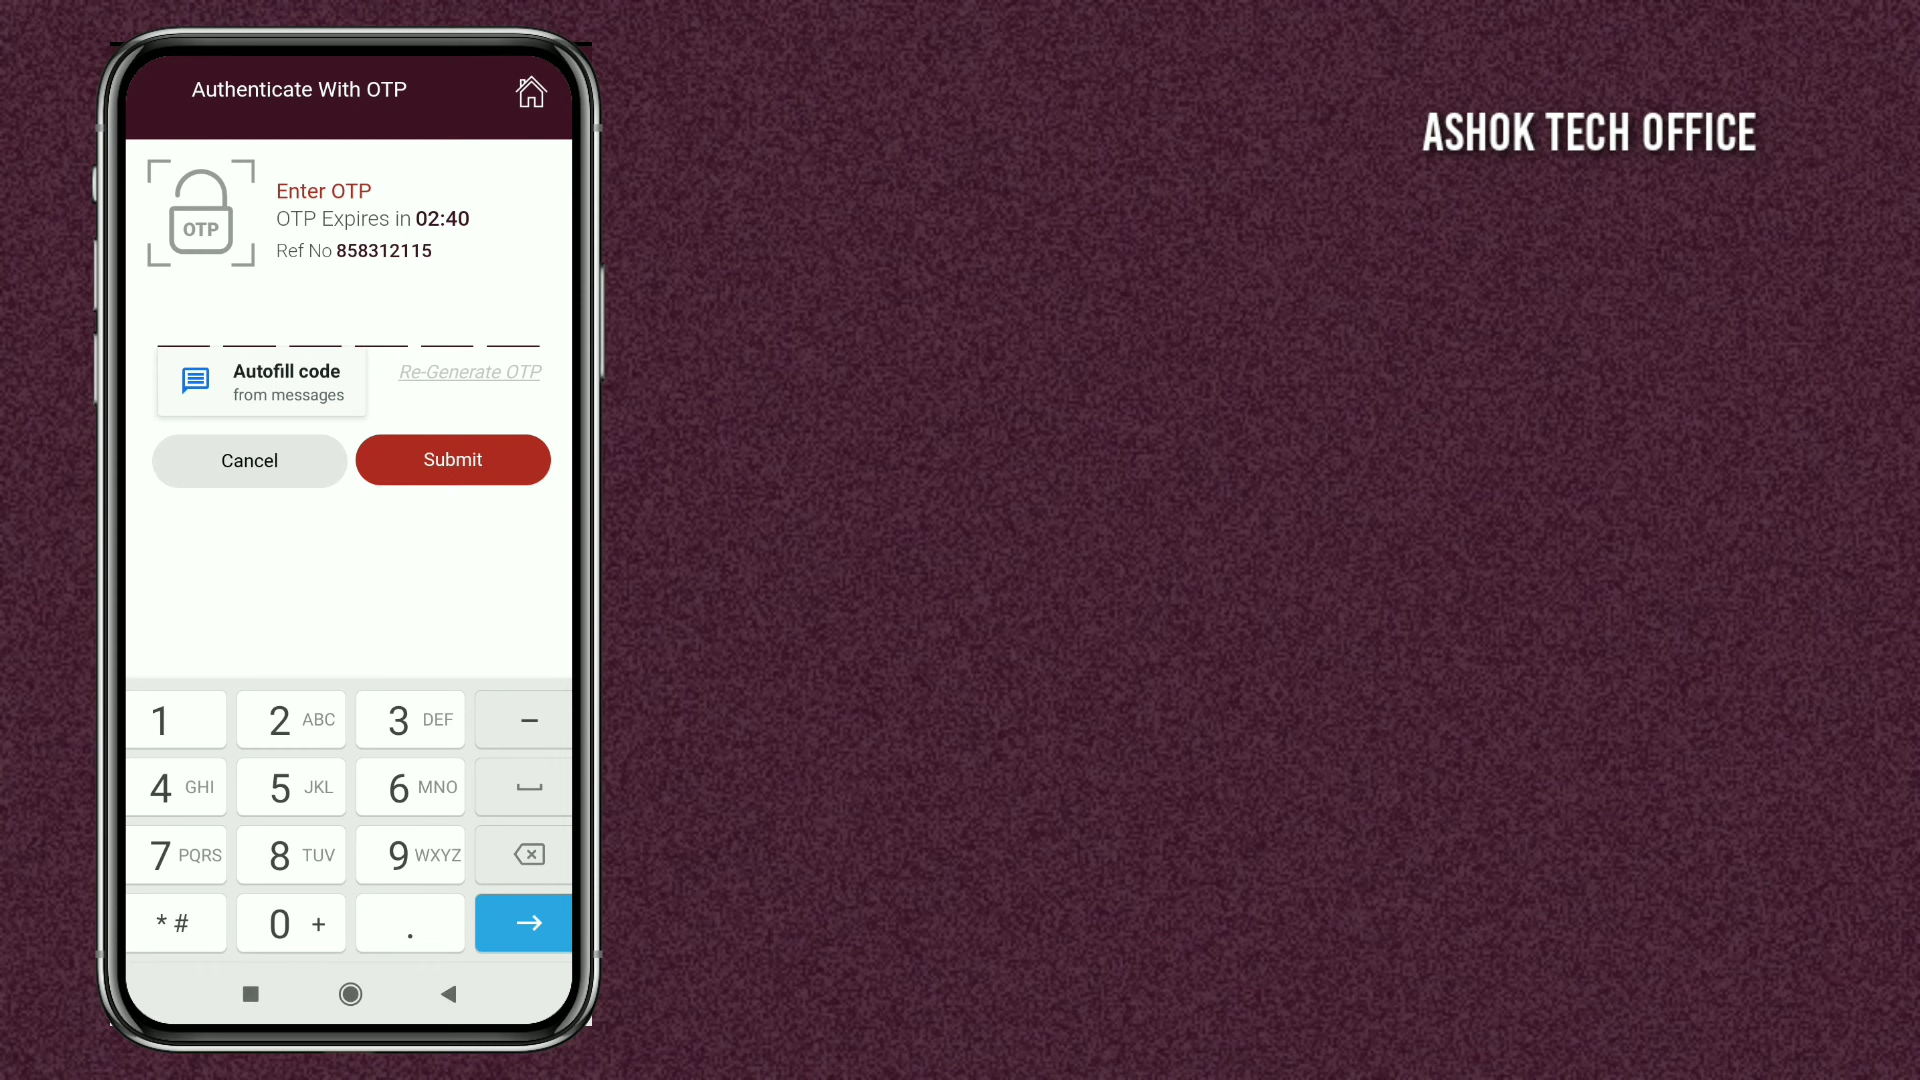 Authenticate With OTP
ASHOK TECH OFFICE
Enter OTP
OTP Expires in 02:40
OTP
Ref No 858312115
Autofill code
from messages
Re-Generate OTP
Cancel
Submit
1
2 ABC
3 DEF
-
4 GHI
5 JKL
6 MNO
7 PQRS
8 TUV
9 WXYZ
* #
0 +
.